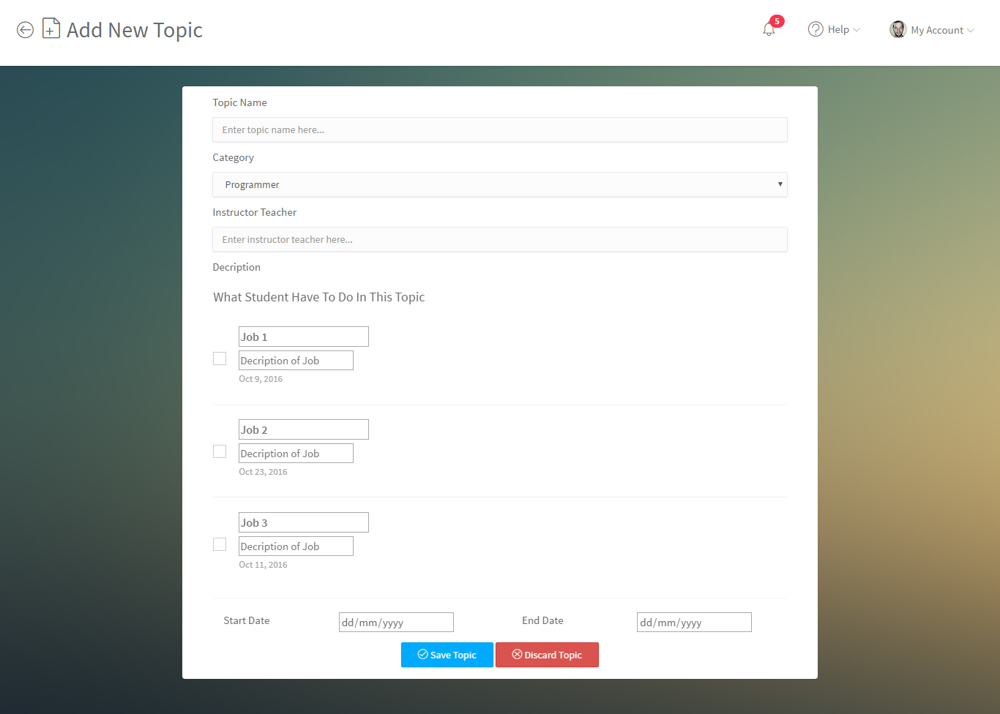 Add New Topic
5
Help
My Account
Topic Name
Enter topic name here...
Category
Programmer
Instructor Teacher
Enter instructor teacher here...
Decription
What Student Have To Do In This Topic
Job 1
Decription of Job
Oct 9, 2016
Job 2
Decription of Job
Oct 23, 2016
Job 3
Decription of Job
Oct 11, 2016
Start Date dd/mm/yyyy End Date dd/mm/yyyy
Save Topic Discard Topic